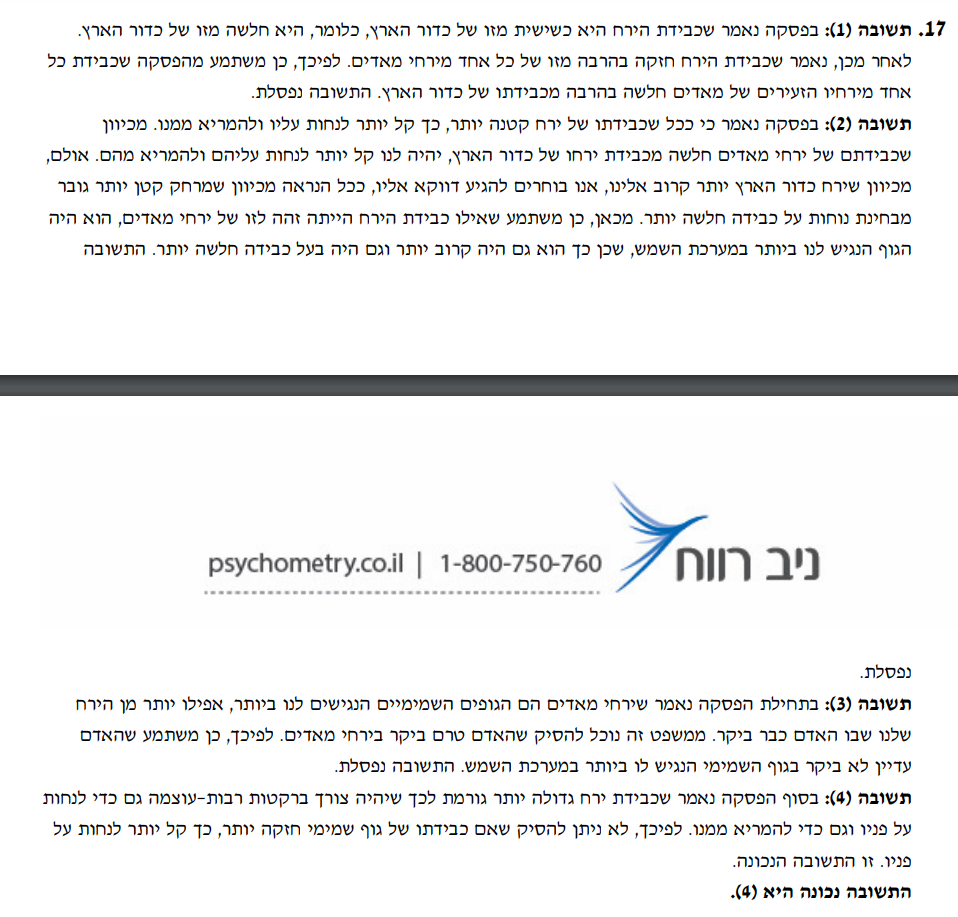 17. תשובה (1): בפסקה נאמר שכבידת הירח היא כשישית מזו של כדור הארץ, כלומר, היא חלשה מזו של כדור הארץ.
לאחר מכן, נאמר שכבידת הירח חזקה בהרבה מזו של כל אחד מירחי מאדים. לפיכך, כן משתמע מהפסקה שכבידת כל
אחד מירחיו הזעירים של מאדים חלשה בהרבה מכבידתו של כדור הארץ. התשובה נפסלת.
תשובה (2): בפסקה נאמר כי ככל שכבידתו של ירח קטנה יותר, כך קל יותר לנחות עליו ולהמריא ממנו. מכיוון
שכבידתם של ירחי מאדים חלשה מכבידת ירחו של כדור הארץ, יהיה לנו קל יותר לנחות עליהם ולהמריא מהם. אולם,
מכיוון שירח כדור הארץ יותר קרוב אלינו, אנו בוחרים להגיע דווקא אליו, ככל הנראה מכיוון שמרחק קטן יותר גובר
מבחינת נוחות על כבידה חלשה יותר. מכאן, כן משתמע שאילו כבידת הירח הייתה זהה לזו של ירחי מאדים, הוא היה
הגוף הנגיש לנו ביותר במערכת השמש, שכן כך הוא גם היה קרוב יותר וגם היה בעל כבידה חלשה יותר. התשובה
ניב רווח
psychometry.co.il | 1-800-750-760
נפסלת.
תשובה (3): בתחילת הפסקה נאמר שירחי מאדים הם הגופים השמימיים הנגישים לנו ביותר, אפילו יותר מן הירח
שלנו שבו האדם כבר ביקר. ממשפט זה נוכל להסיק שהאדם טרם ביקר בירחי מאדים. לפיכך, כן משתמע שהאדם
עדיין לא ביקר בגוף השמימי הנגיש לו ביותר במערכת השמש. התשובה נפסלת.
תשובה (4): בסוף הפסקה נאמר שכבידת ירח גדולה יותר גורמת לכך שיהיה צורך ברקטות רבות-עוצמה גם כדי לנחות
על פניו וגם כדי להמריא ממנו. לפיכך, לא ניתן להסיק שאם כבידתו של גוף שמימי חזקה יותר, כך קל יותר לנחות על
פניו. זו התשובה הנכונה.
התשובה נכונה היא (4).